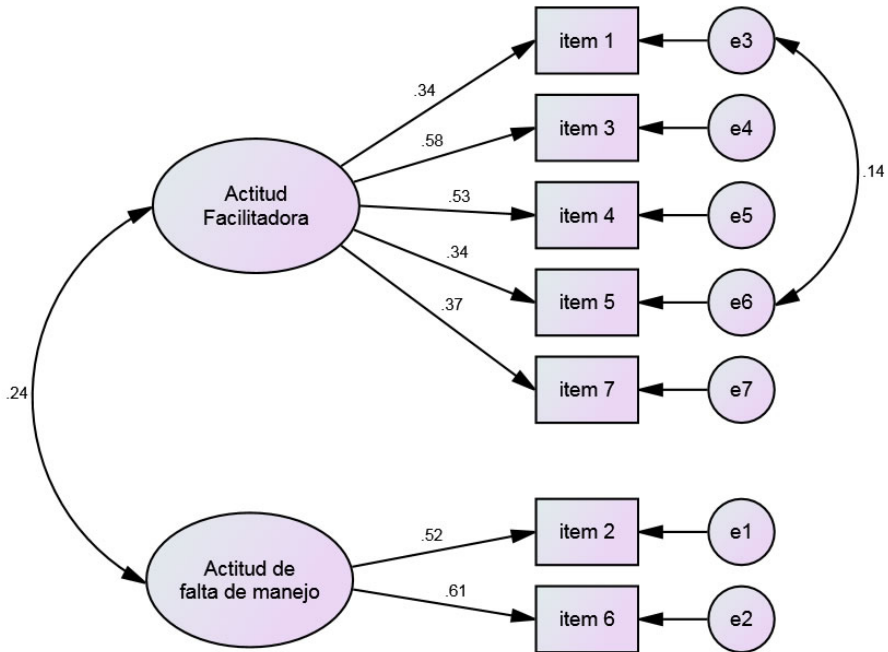 item 1
e3
.34
item 3
e4
.58
.14
Actitud
Facilitadora
item 4
e5
.53
item 5
e6
.34
item 7
e7
.37
.24
item 2
e1
.52
Actitud de
falta de manejo
item 6
e2
.61